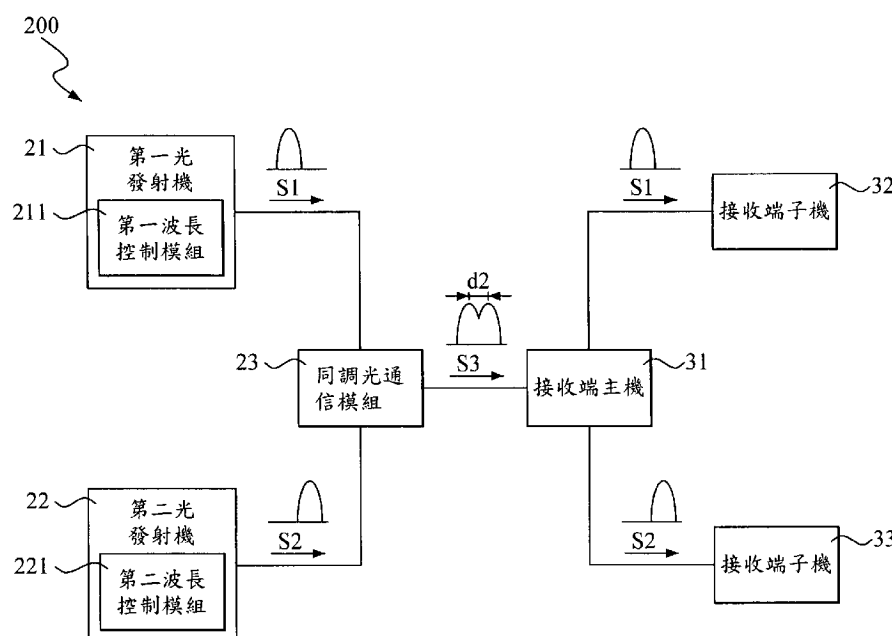 200
21
第一光
發射機
211
第一波長
控制模組
S1
S1
接收端子機
32
d2
S3
23
同調光通
信模組
31
接收端主機
22
第二光
發射機
221
第二波長
控制模組
S2
S2
接收端子機
33